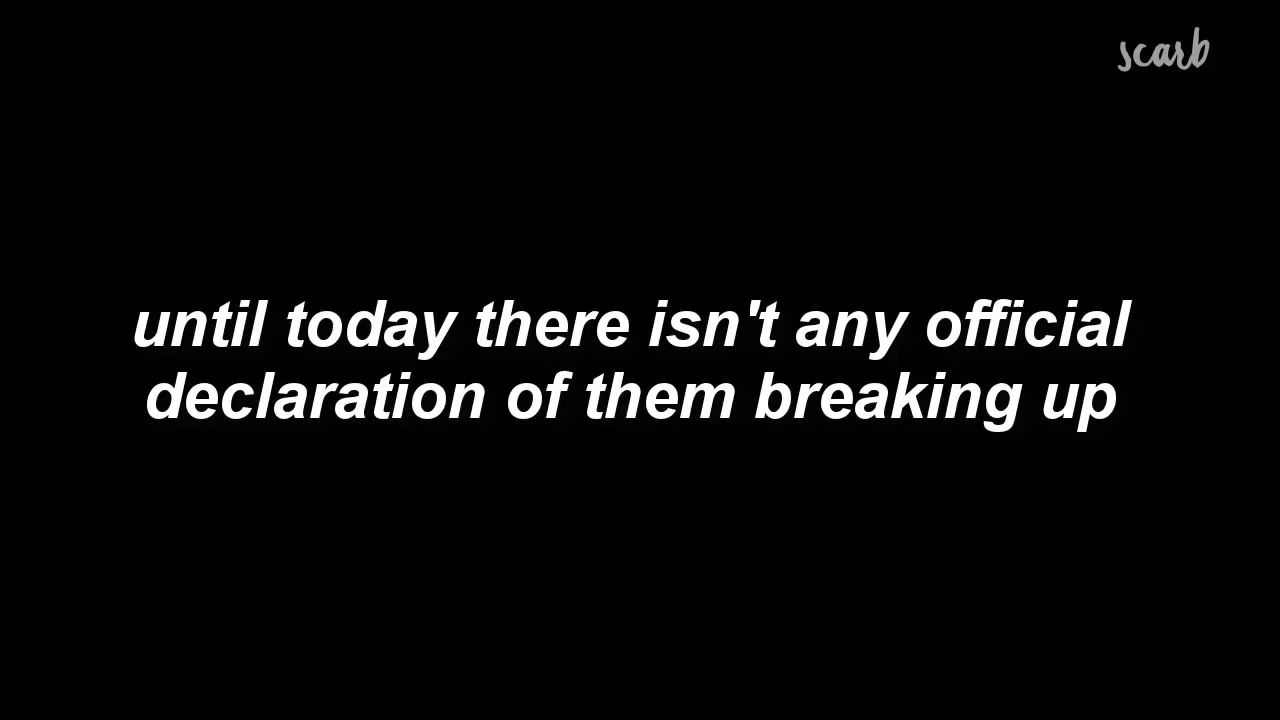 scarb
until today there isn't any official
declaration of them breaking up